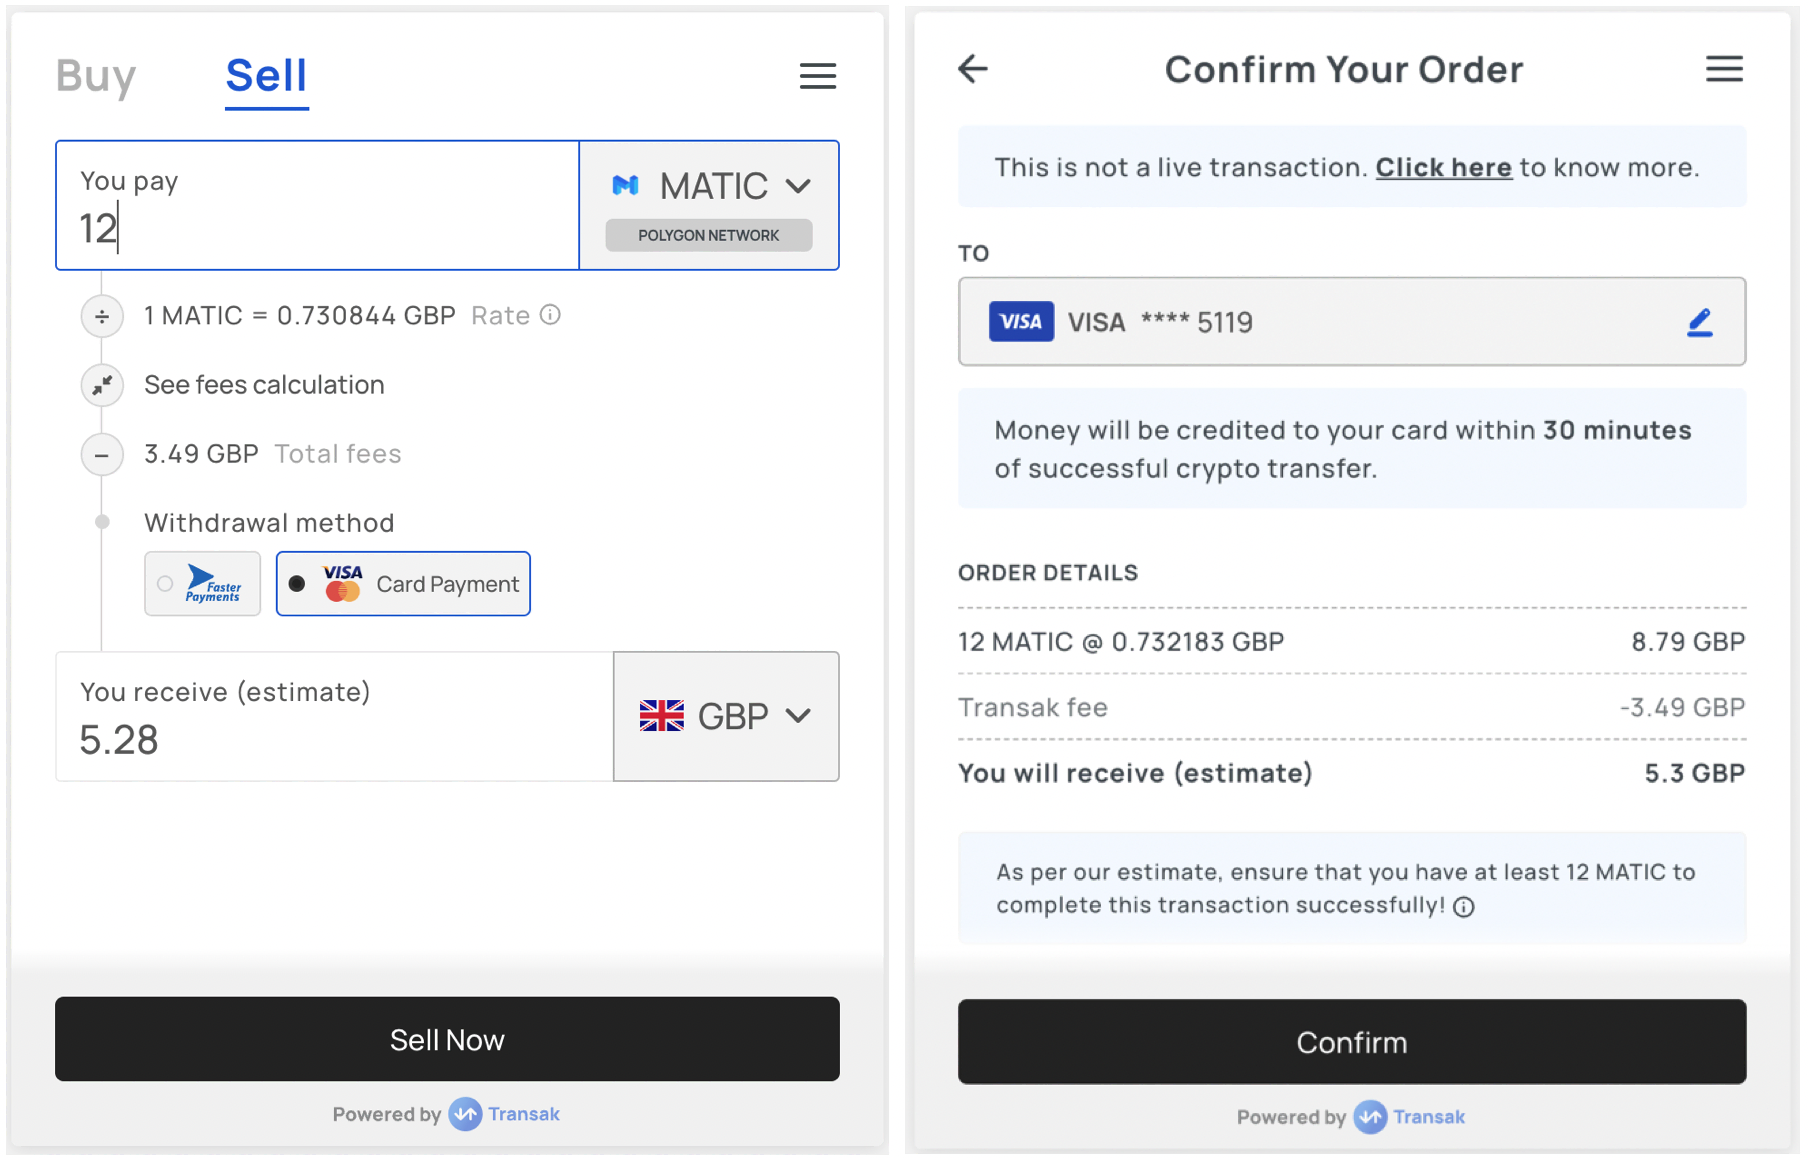 Buy Sell
You pay
12
MATIC
POLYGON NETWORK
1 MATIC = 0.730844 GBP Rate
See fees calculation
3.49 GBP Total fees
Withdrawal method
Faster
Payments
VISA
Card Payment
You receive (estimate)
5.28
GBP
Sell Now
Powered by Transak
Confirm Your Order
This is not a live transaction. Click here to know more.
TO
VISA VISA **** 5119
Money will be credited to your card within 30 minutes
of successful crypto transfer.
ORDER DETAILS
12 MATIC @ 0.732183 GBP 8.79 GBP
Transak fee -3.49 GBP
You will receive (estimate) 5.3 GBP
As per our estimate, ensure that you have at least 12 MATIC to
complete this transaction successfully!
Confirm
Powered by Transak